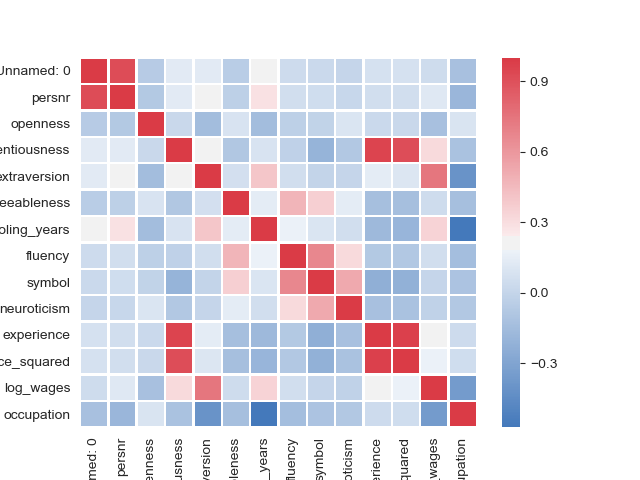 Unnamed: 0
persnr
openness
entiousness
extraversion
eeableness
oling_years
fluency
symbol
neuroticism
experience
ce_squared
log_wages
occupation
med: 0
persnr
enness
usness
version
leness
_years
fluency
symbol
oticism
erience
quared
_wages
upation
0.9
0.6
0.3
0.0
−0.3